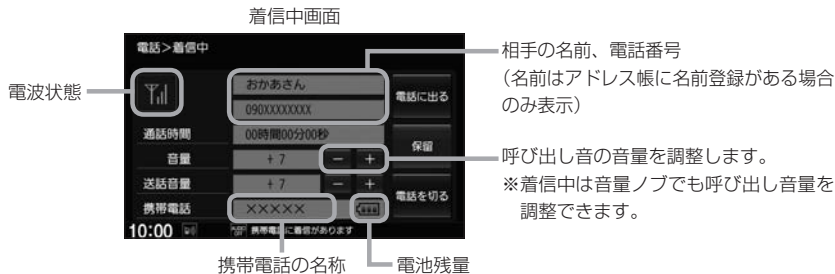 着信中画面
電話>着信中
電波状態
おかあさん
090XXXXXXXX
電話に出る
相手の名前、電話番号
（名前はアドレス帳に名前登録がある場合
のみ表示）
通話時間
00時間00分00秒
保留
音量
+ 7
− +
呼び出し音の音量を調整します。
※着信中は音量ノブでも呼び出し音量を
調整できます。
送話音量
+ 7
− +
電話を切る
携帯電話
×××××
10:00
携帯電話に着信があります
携帯電話の名称
電池残量